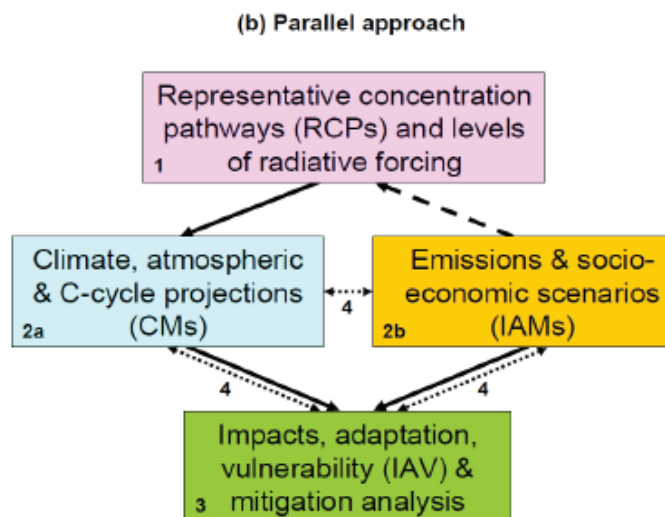 (b) Parallel approach
Representative concentration
pathways (RCPs) and levels
of radiative forcing
1
Climate, atmospheric
& C-cycle projections
(CMs)
2a
4
Emissions & socio-
economic scenarios
(IAMs)
2b
4
4
Impacts, adaptation,
vulnerability (IAV) &
mitigation analysis
3